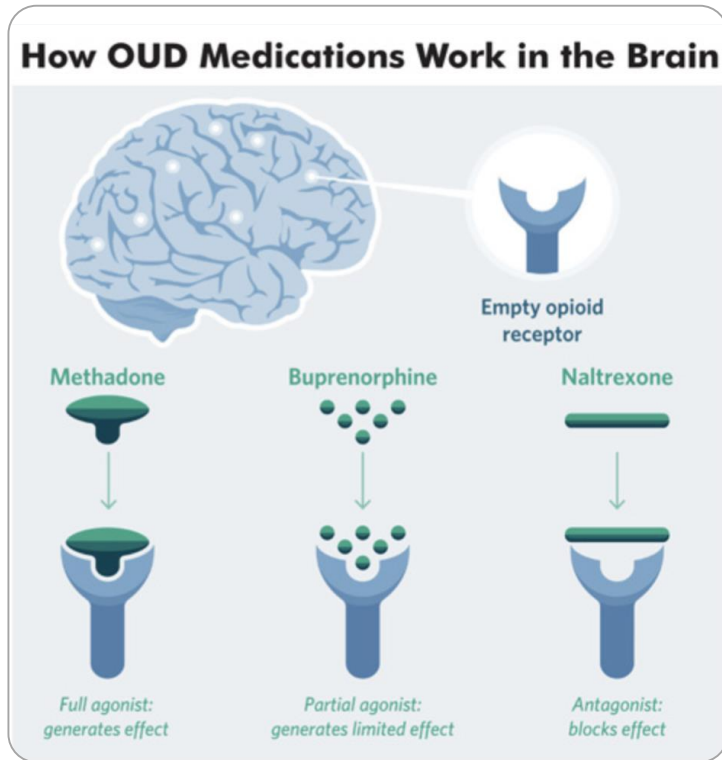 How OUD Medications Work in the Brain
Empty opioid
receptor
Methadone
Buprenorphine
Naltrexone
Full agonist:
generates effect
Partial agonist:
generates limited effect
Antagonist:
blocks effect